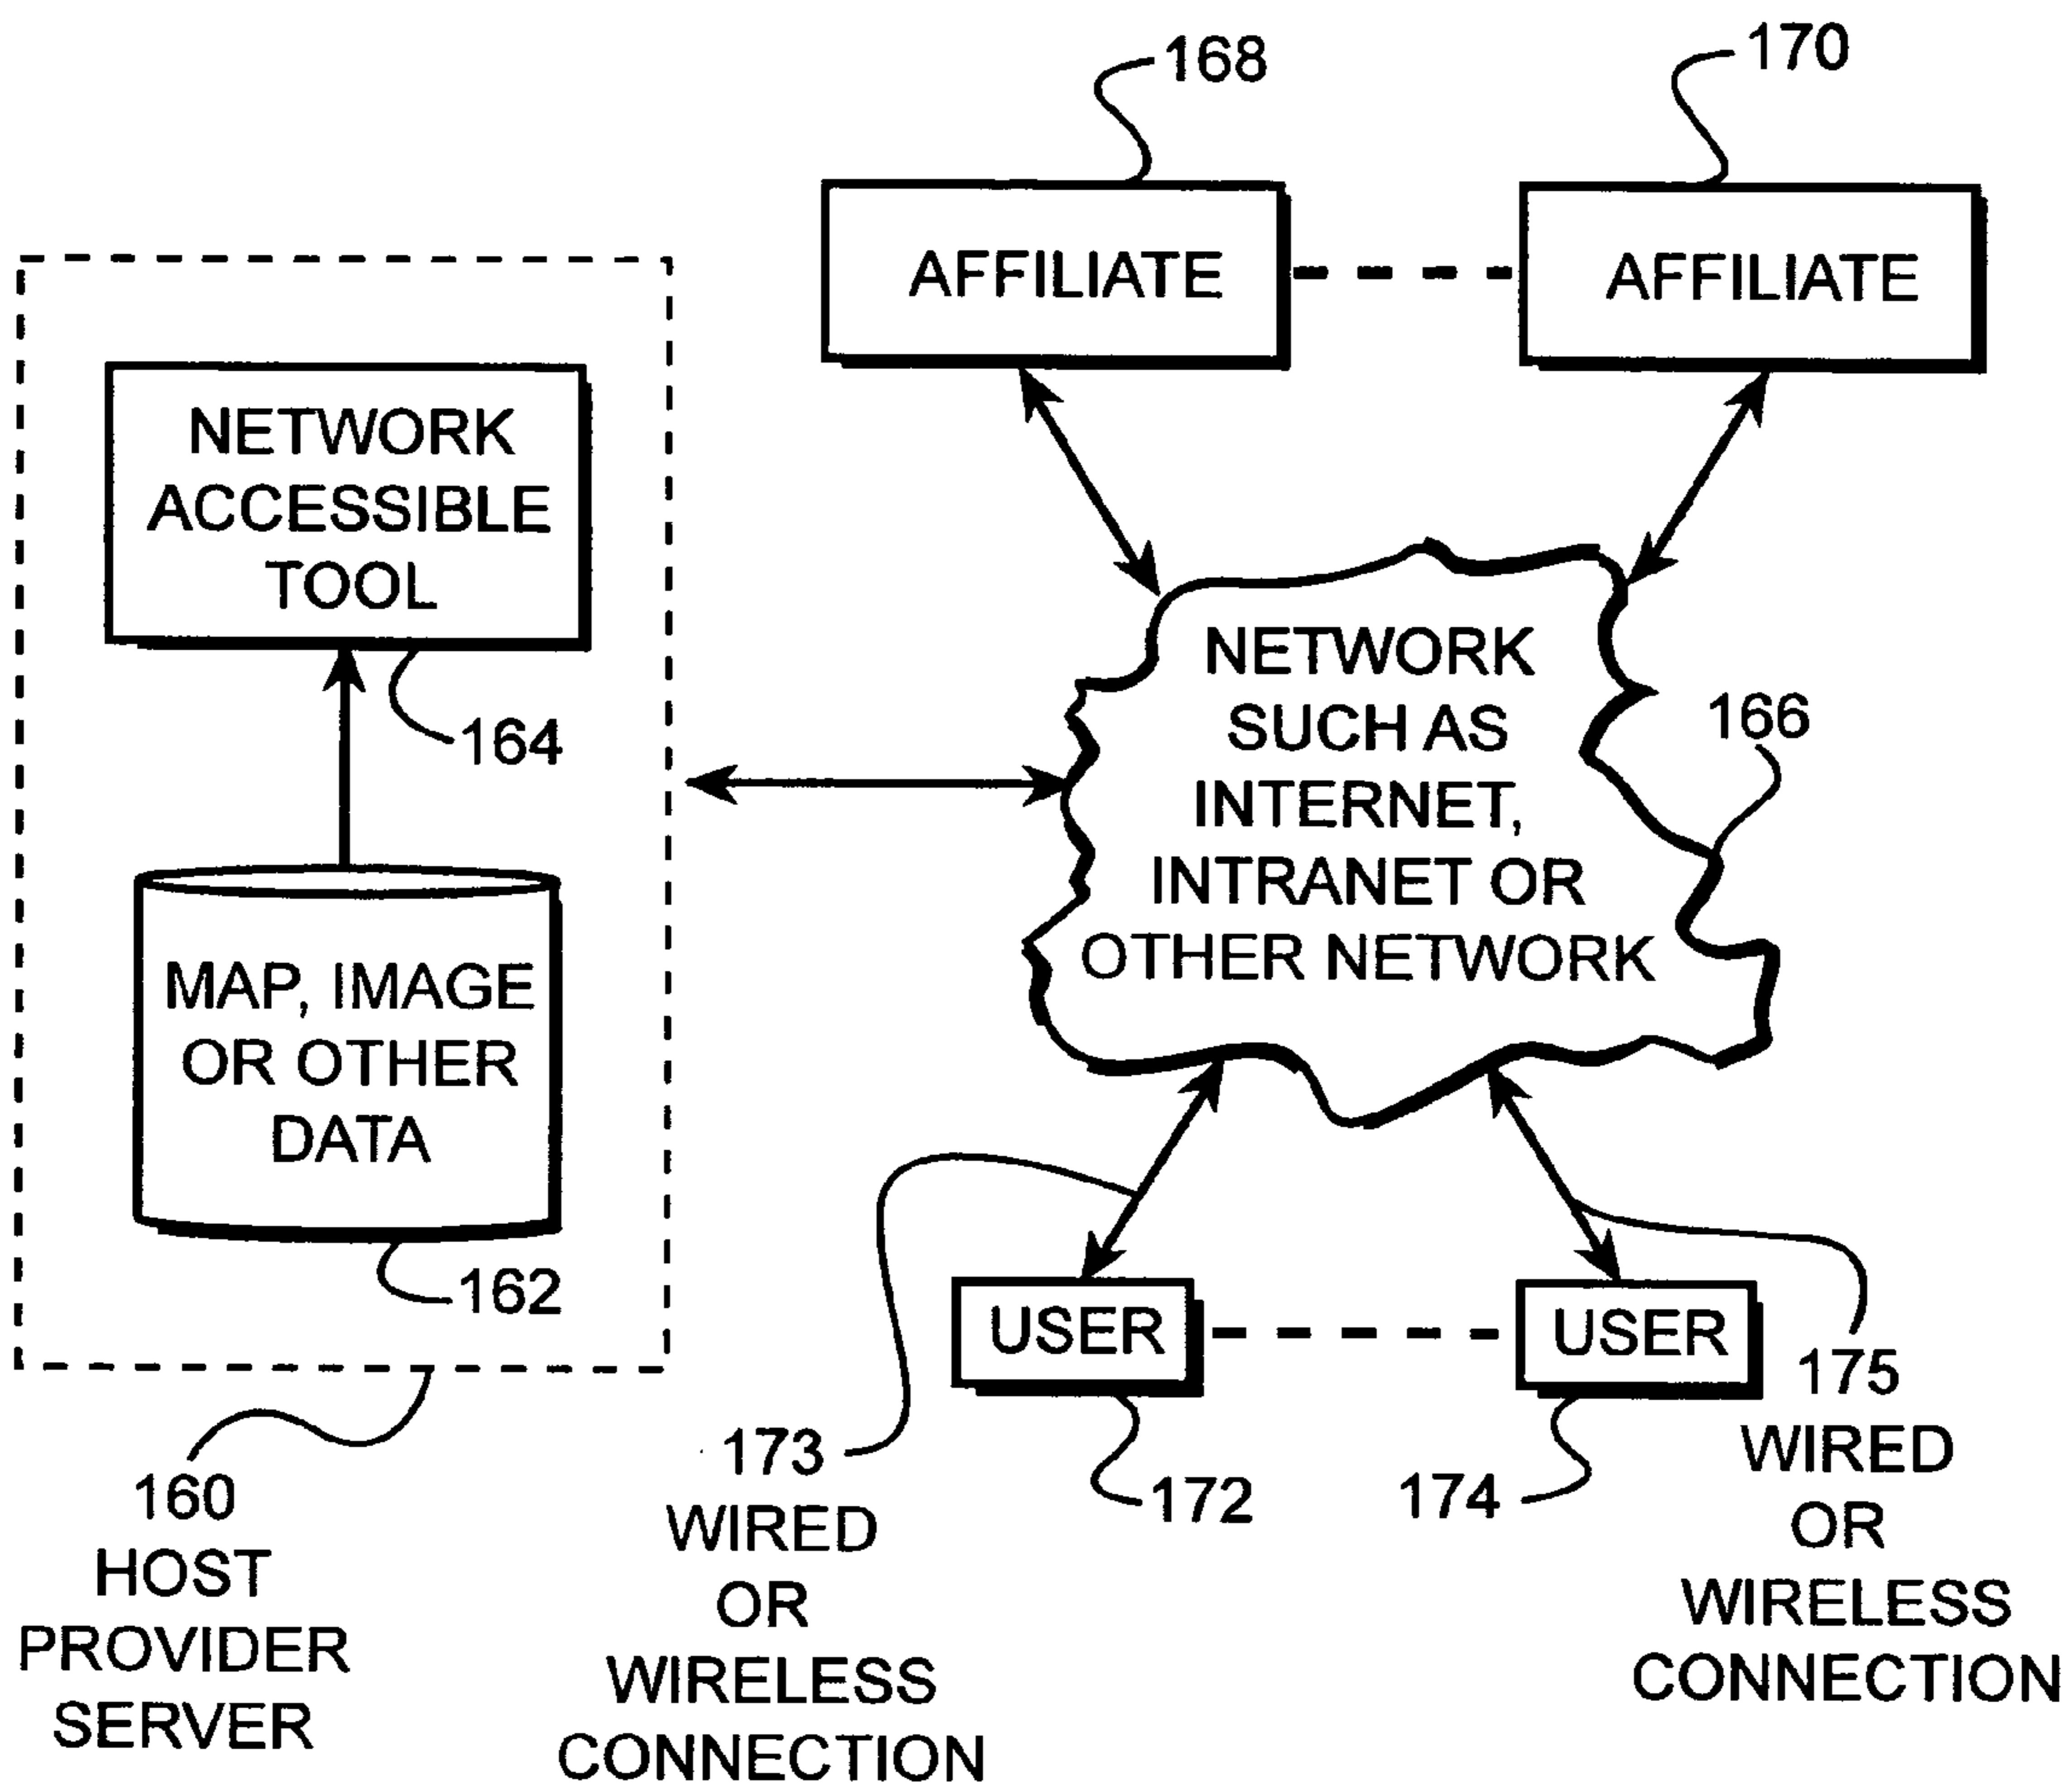 168
170
AFFILIATE
AFFILIATE
NETWORK
ACCESSIBLE
TOOL
164
MAP, IMAGE
OR OTHER
DATA
162
160
HOST
PROVIDER
SERVER
NETWORK
SUCH AS
INTERNET,
INTRANET OR
OTHER NETWORK
166
USER
USER
173
WIRED
OR
WIRELESS
CONNECTION
172
174
175
WIRED
OR
WIRELESS
CONNECTION